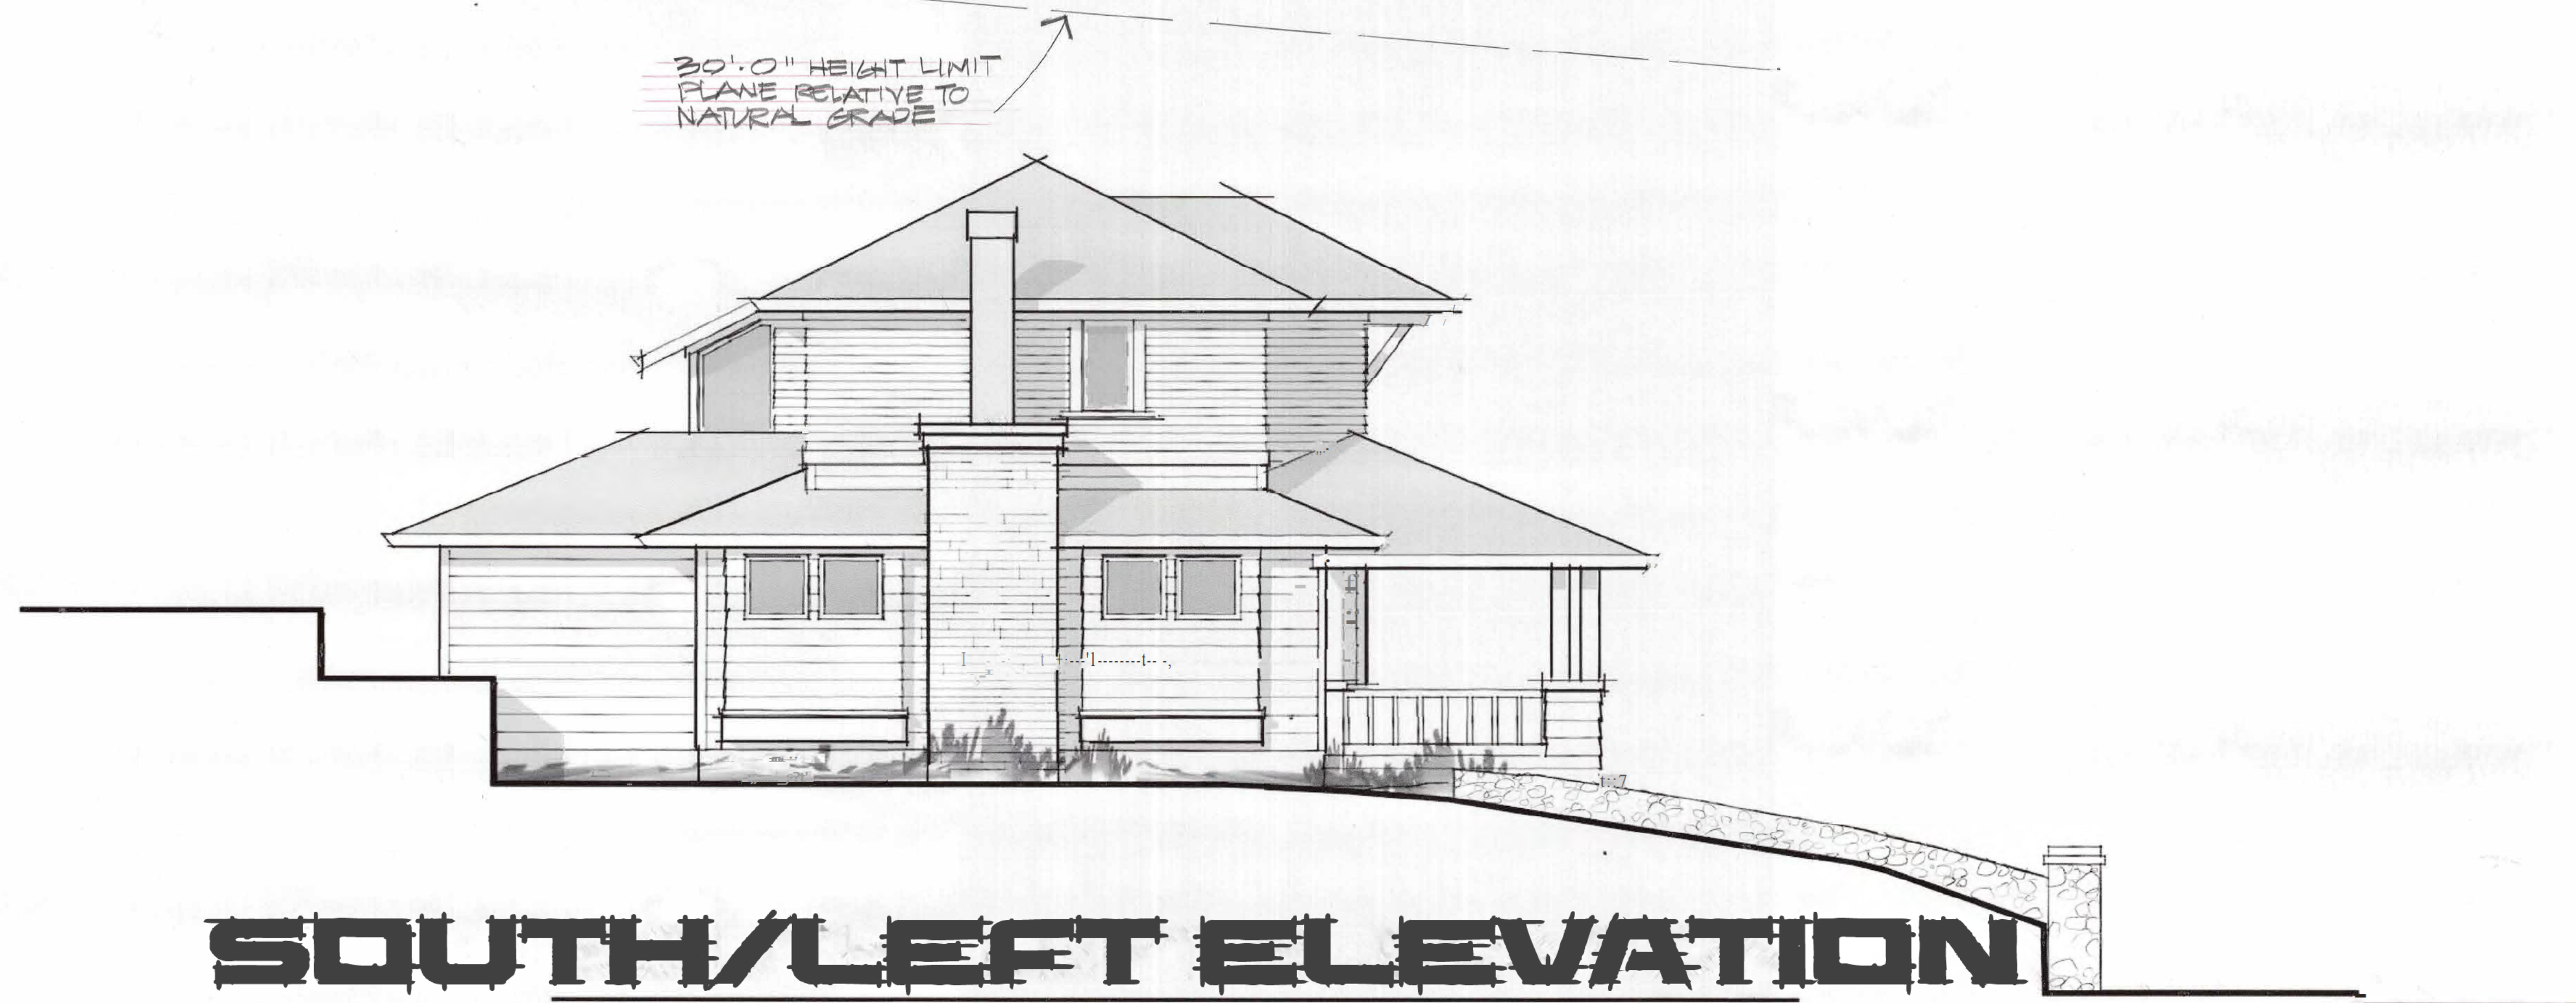 30'.0" HEIGHT LIMIT
PLANE RELATIVE TO
NATURAL GRADE
SOUTH/LEFT ELEVATION